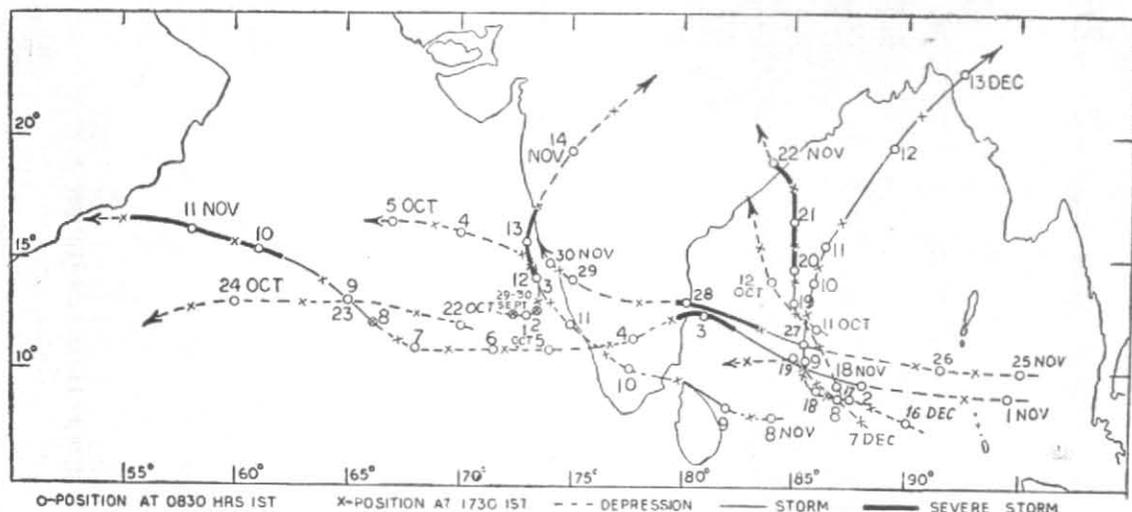 13 DEC
20°
14
NOV
22 NOV
12
11 NOV
10
5 OCT
4
13
21
11
15°
30 NOV
29
12
3
20
10
24 OCT
9
23
8
22 OCT
29-30
SEPT
12
OCT
28
12
OCT
19
11 OCT
7
6
5
11
4
3
27
9
10°
10
19
18 NOV
26
25 NOV
9
8 NOV
18
8
17
2
16 DEC
1 NOV
7 DEC
55° 60° 65° 70° 75° 80° 85° 90°
O-POSITION AT 0830 HRS IST X-POSITION AT 1730 IST --- DEPRESSION — STORM — SEVERE STORM